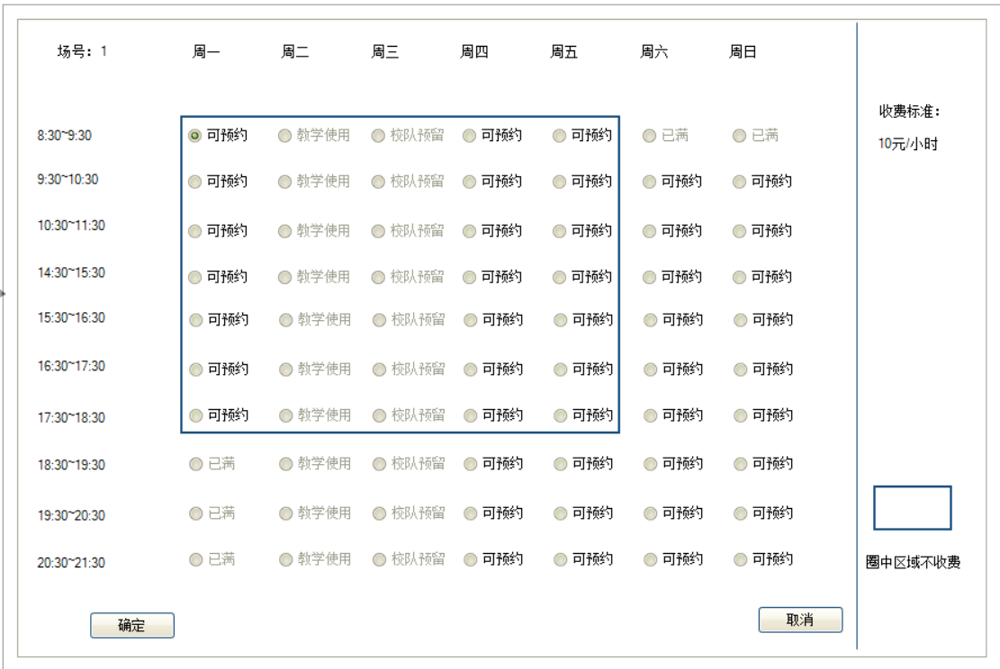 场号：1 周一 周二 周三 周四 周五 周六 周日
收费标准：
8:30~9:30 可预约 教学使用 校队预留 可预约 可预约 已满 已满
10元/小时
9:30~10:30 可预约 教学使用 校队预留 可预约 可预约 可预约 可预约
10:30~11:30 可预约 教学使用 校队预留 可预约 可预约 可预约 可预约
14:30~15:30 可预约 教学使用 校队预留 可预约 可预约 可预约 可预约
15:30~16:30 可预约 教学使用 校队预留 可预约 可预约 可预约 可预约
16:30~17:30 可预约 教学使用 校队预留 可预约 可预约 可预约 可预约
17:30~18:30 可预约 教学使用 校队预留 可预约 可预约 可预约 可预约
18:30~19:30 已满 教学使用 校队预留 可预约 可预约 可预约 可预约
19:30~20:30 已满 教学使用 校队预留 可预约 可预约 可预约 可预约
20:30~21:30 已满 教学使用 校队预留 可预约 可预约 可预约 可预约
圈中区域不收费
确定 取消